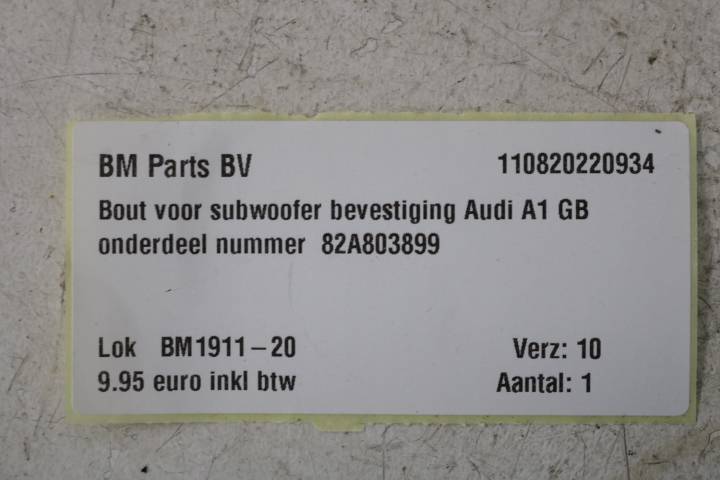 BM Parts BV 110820220934
Bout voor subwoofer bevestiging Audi A1 GB
onderdeel nummer 82A803899
Lok BM1911-20 Verz: 10
9.95 euro inkl btw Aantal: 1